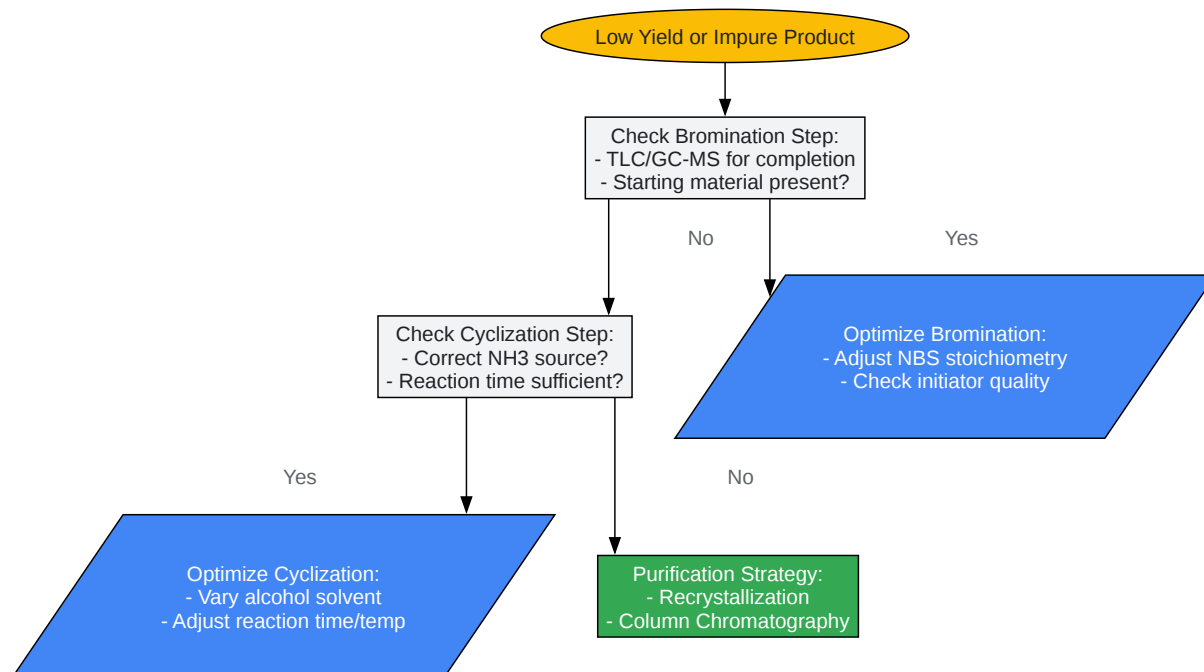 Low Yield or Impure Product
Check Bromination Step:
- TLC/GC-MS for completion
- Starting material present?
No
Yes
Check Cyclization Step:
- Correct NH3 source?
- Reaction time sufficient?
Optimize Bromination:
- Adjust NBS stoichiometry
- Check initiator quality
Yes
No
Optimize Cyclization:
- Vary alcohol solvent
- Adjust reaction time/temp
Purification Strategy:
- Recrystallization
- Column Chromatography